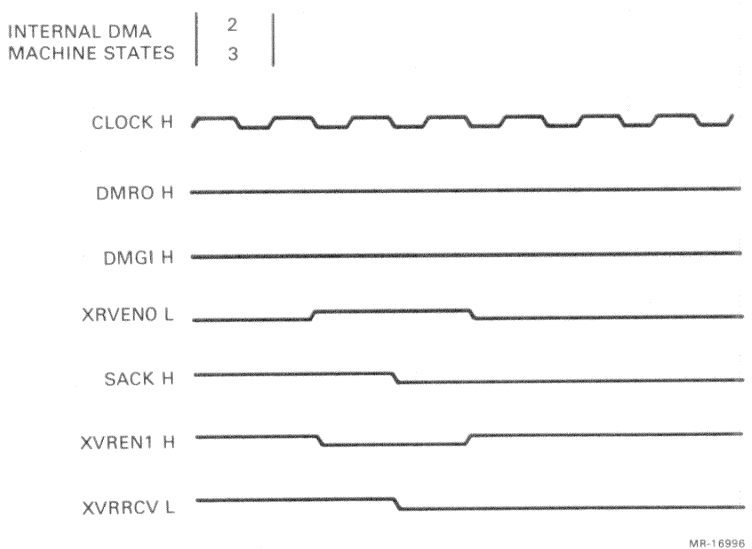 INTERNAL DMA
MACHINE STATES
2
3
CLOCK H
DMRO H
DMGI H
XRVENO L
SACK H
XVREN1 H
XVRRCV L
MR-16996